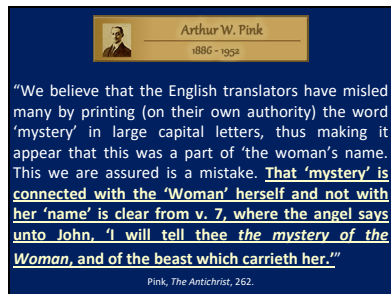 Arthur W. Pink
1886 - 1952
“We believe that the English translators have misled
many by printing (on their own authority) the word
‘mystery’ in large capital letters, thus making it
appear that this was a part of ‘the woman’s name.
This we are assured is a mistake. That ‘mystery’ is
connected with the ‘Woman’ herself and not with
her ‘name’ is clear from v. 7, where the angel says
unto John, ‘I will tell thee the mystery of the
Woman, and of the beast which carrieth her.’”
Pink, The Antichrist, 262.